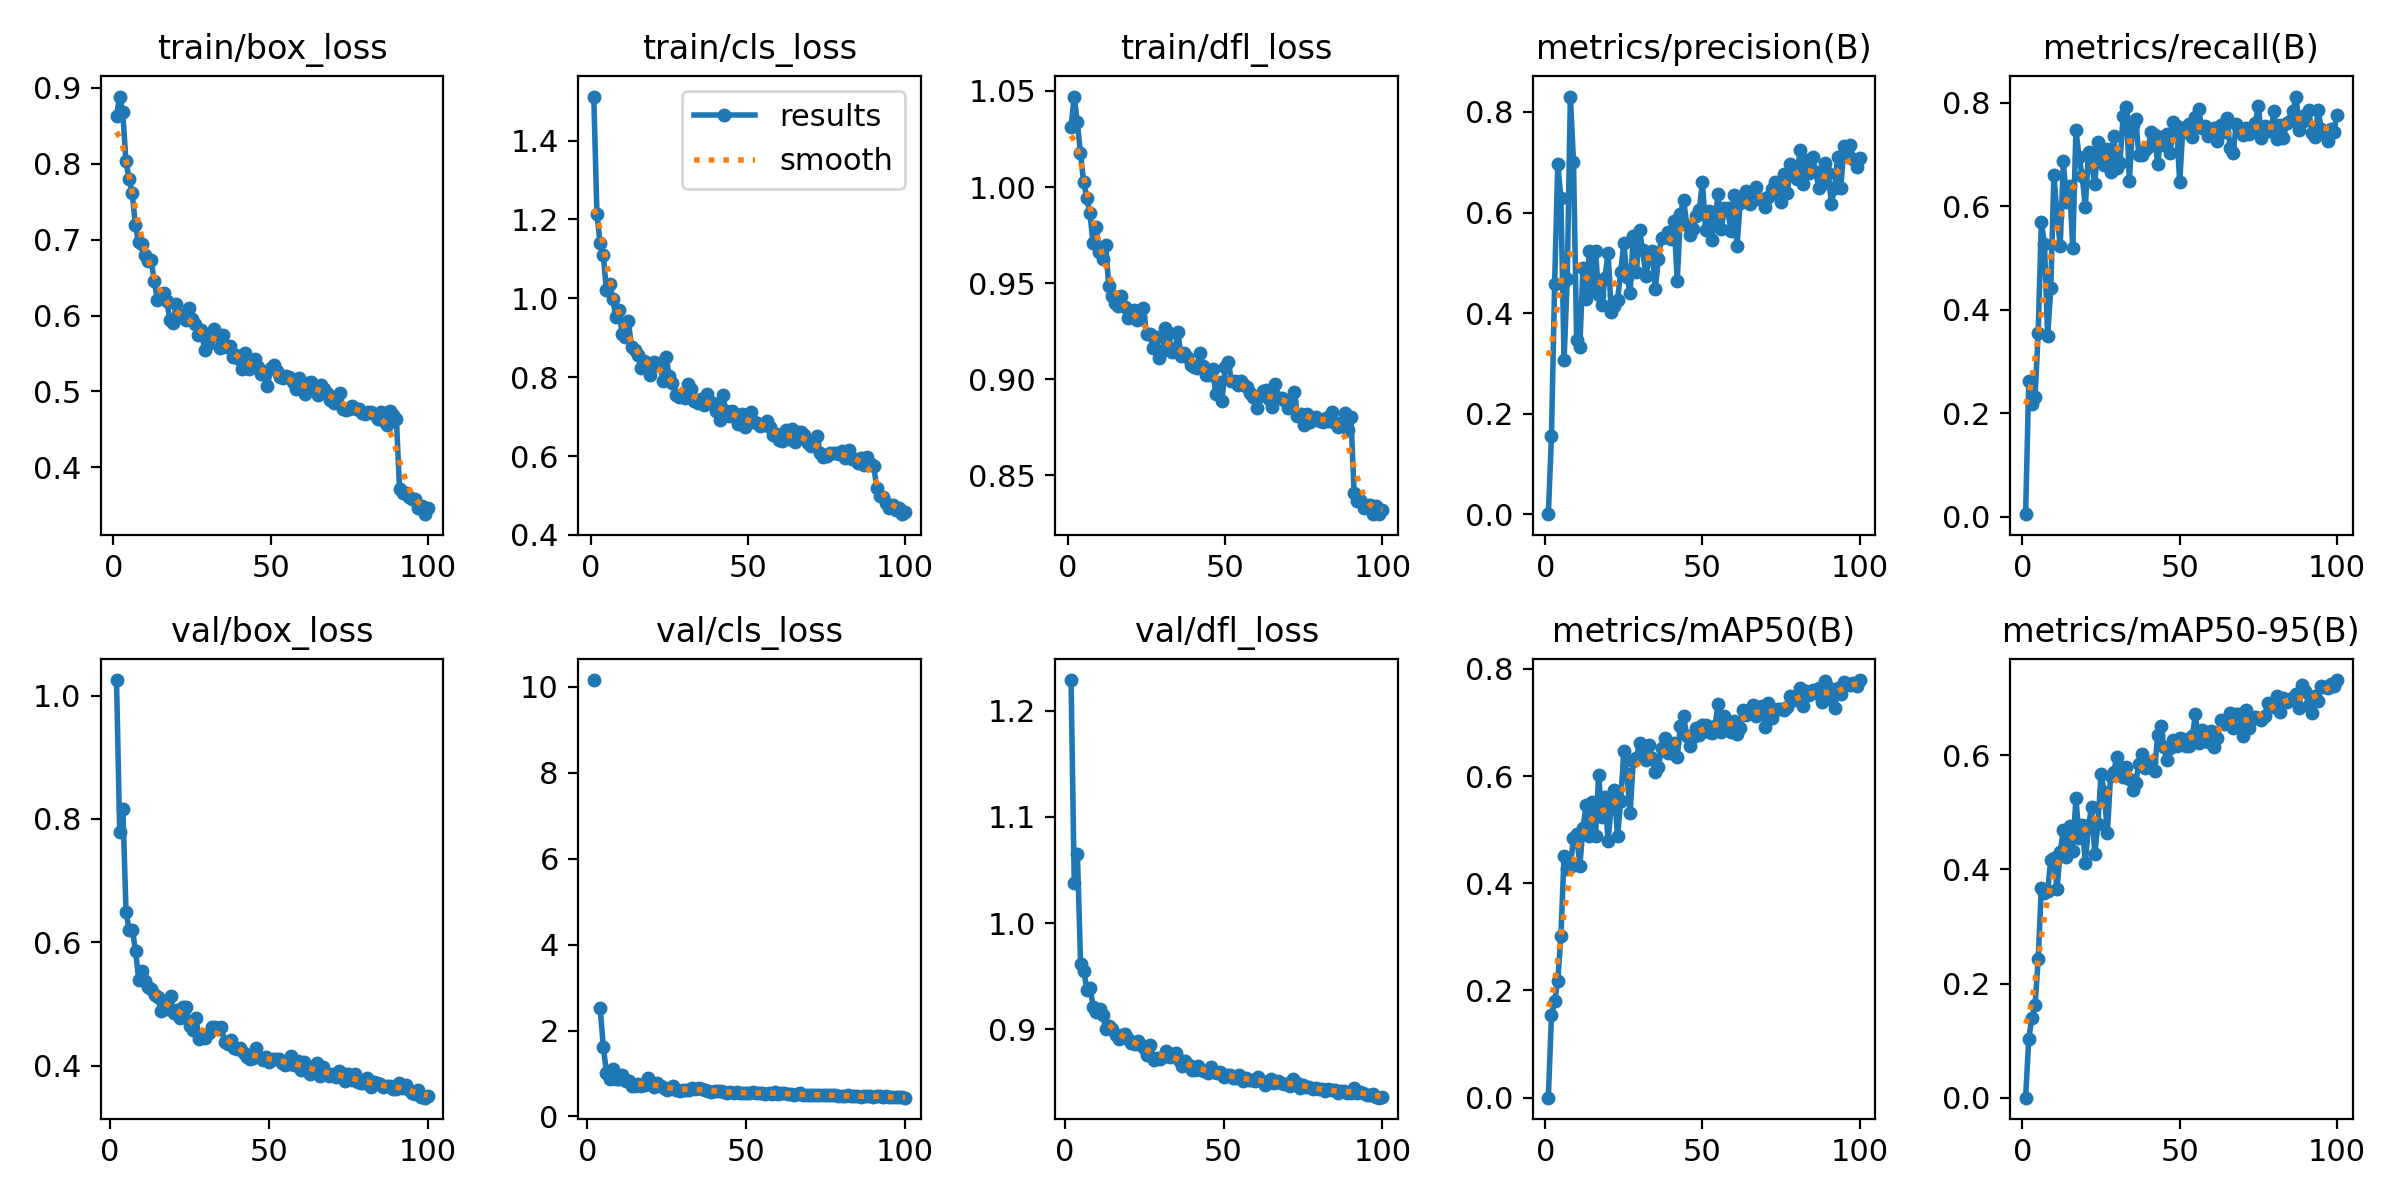 train/box_loss
0.9
0.8
0.7
0.6
0.5
0.4
0 50 100
train/cls_loss
results
smooth
1.4
1.2
1.0
0.8
0.6
0.4
0 50 100
train/dfl_loss
1.05
1.00
0.95
0.90
0.85
0 50 100
metrics/precision(B)
0.8
0.6
0.4
0.2
0.0
0 50 100
metrics/recall(B)
0.8
0.6
0.4
0.2
0.0
0 50 100
val/box_loss
1.0
0.8
0.6
0.4
0 50 100
val/cls_loss
10
8
6
4
2
0
0 50 100
val/dfl_loss
1.2
1.1
1.0
0.9
0 50 100
metrics/mAP50(B)
0.8
0.6
0.4
0.2
0.0
0 50 100
metrics/mAP50-95(B)
0.6
0.4
0.2
0.0
0 50 100